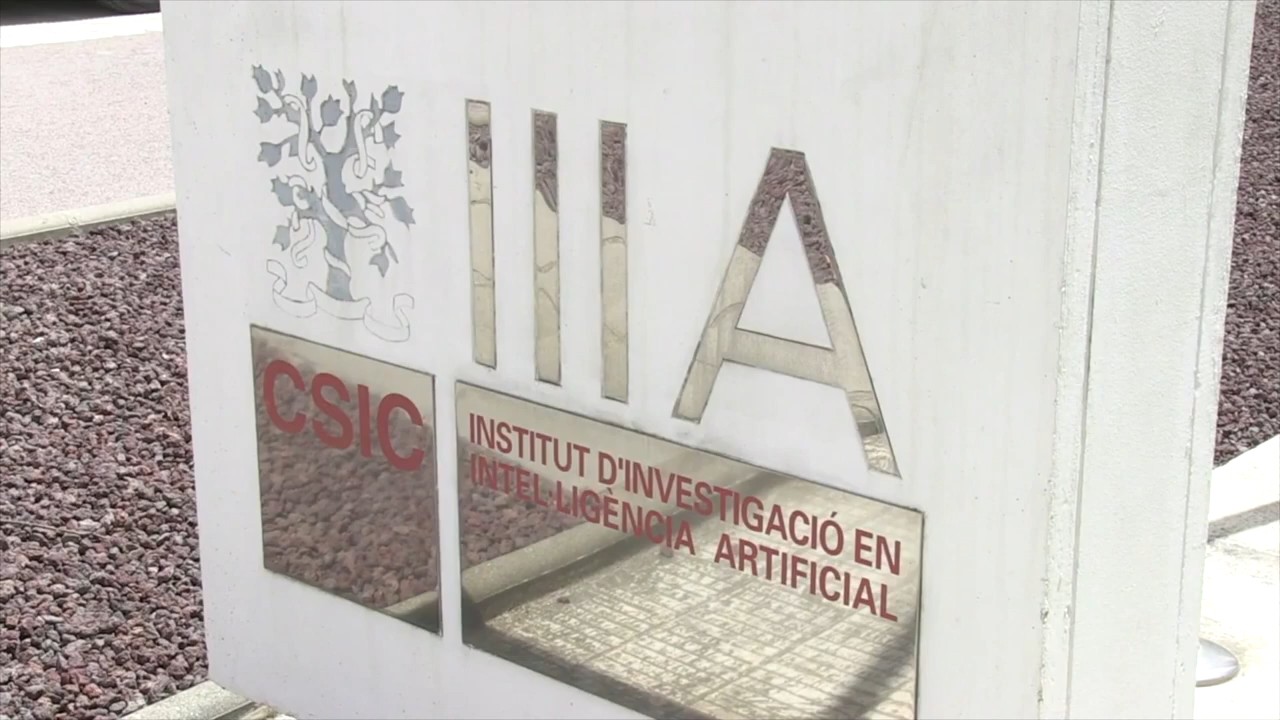 IIIA
CSIC
INSTITUT D'INVESTIGACIÓ EN
INTEL·LIGÈNCIA ARTIFICIAL